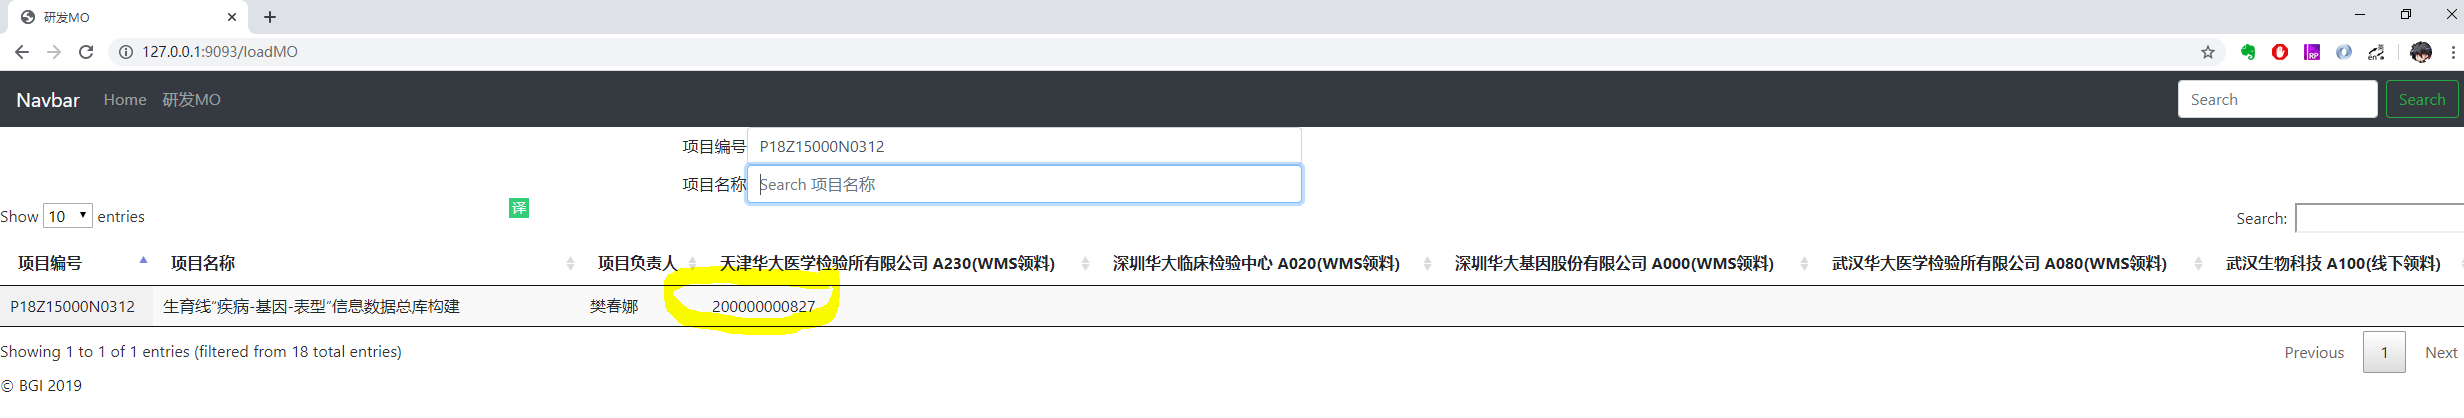 研发MO
127.0.0.1:9093/loadMO
Navbar Home 研发MO Search Search
项目编号 P18Z15000N0312
项目名称 Search 项目名称
译
Show 10 entries Search:
项目编号 项目名称 项目负责人 天津华大医学检验所有限公司 A230(WMS领料) 深圳华大临床检验中心 A020(WMS领料) 深圳华大基因股份有限公司 A000(WMS领料) 武汉华大医学检验所有限公司 A080(WMS领料) 武汉生物科技 A100(线下领料)
P18Z15000N0312 生育线“疾病-基因-表型”信息数据总库构建 樊春娜 200000000827
Showing 1 to 1 of 1 entries (filtered from 18 total entries) Previous 1 Next
© BGI 2019